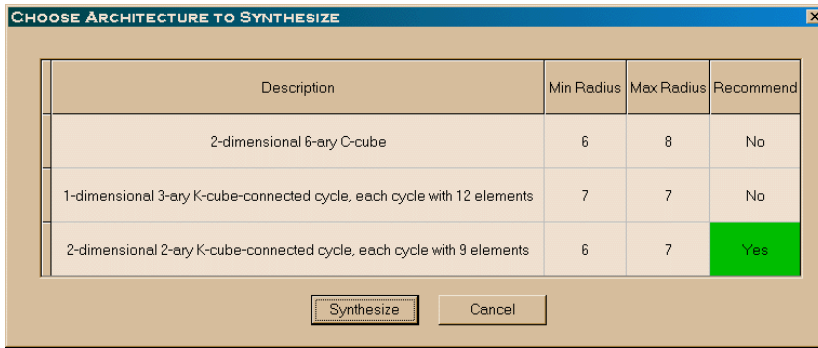 CHOOSE ARCHITECTURE TO SYNTHESIZE
Description Min Radius Max Radius Recommend
2-dimensional 6-ary C-cube 6 8 No
1-dimensional 3-ary K-cube-connected cycle, each cycle with 12 elements 7 7 No
2-dimensional 2-ary K-cube-connected cycle, each cycle with 9 elements 6 7 Yes
Synthesize Cancel